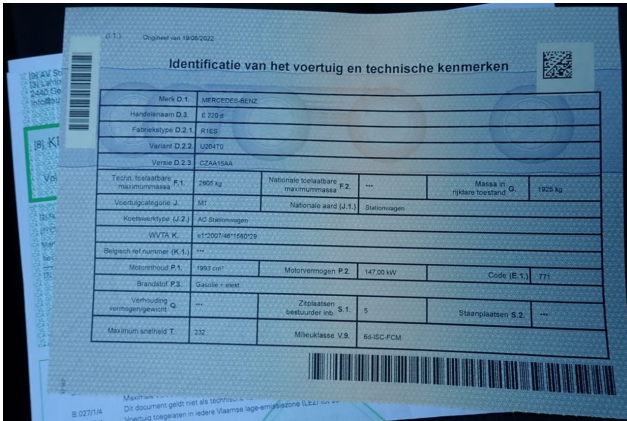 (I.T.) Origineel van 19/08/2022
Identificatie van het voertuig en technische kenmerken
Merk D.1. MERCEDES-BENZ
Handelsnaam D.3. E 220 d
Fabriekstype D.2.1. R1ES
Variant D.2.2. U20470
Versie D.2.3. CZAA15AA
Techn. toelaatbare maximummassa F.1. 2605 kg Nationale toelaatbare maximummassa F.2. *** Massa in rijklare toestand G. 1925 kg
Voertuigcategorie J. M1 Nationale aard (J.1.) Stationwagen
Koetswerktype (J.2.) AC Stationwagen
WVTA K. e1*2007/46*1560*29
Belgisch ref.nummer (K.1.) ***
Motorinhoud P.1. 1993 cm³ Motorvermogen P.2. 147,00 kW Code (E.1.) 771
Brandstof P.3. Gasolie + elekt
Verhouding vermogen/gewicht Q. *** Zitplaatsen bestuurder inb. S.1. 5 Staanplaatsen S.2. ***
Maximum snelheid T. 232 Milieuklasse V.9. 6d-ISC-FCM
B.027/1/4
Dit document geldt niet als technische
Voertuig toegelaten in iedere Vlaamse lage-emissiezone (LEZ)